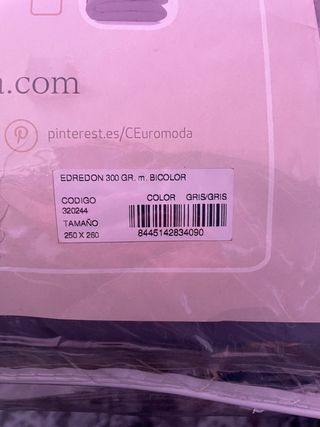 .com
pinterest.es/CEuromoda
EDREDON 300 GR. m. BICOLOR
CODIGO COLOR GRIS/GRIS
320244
TAMAÑO
250 X 260 8445142834090